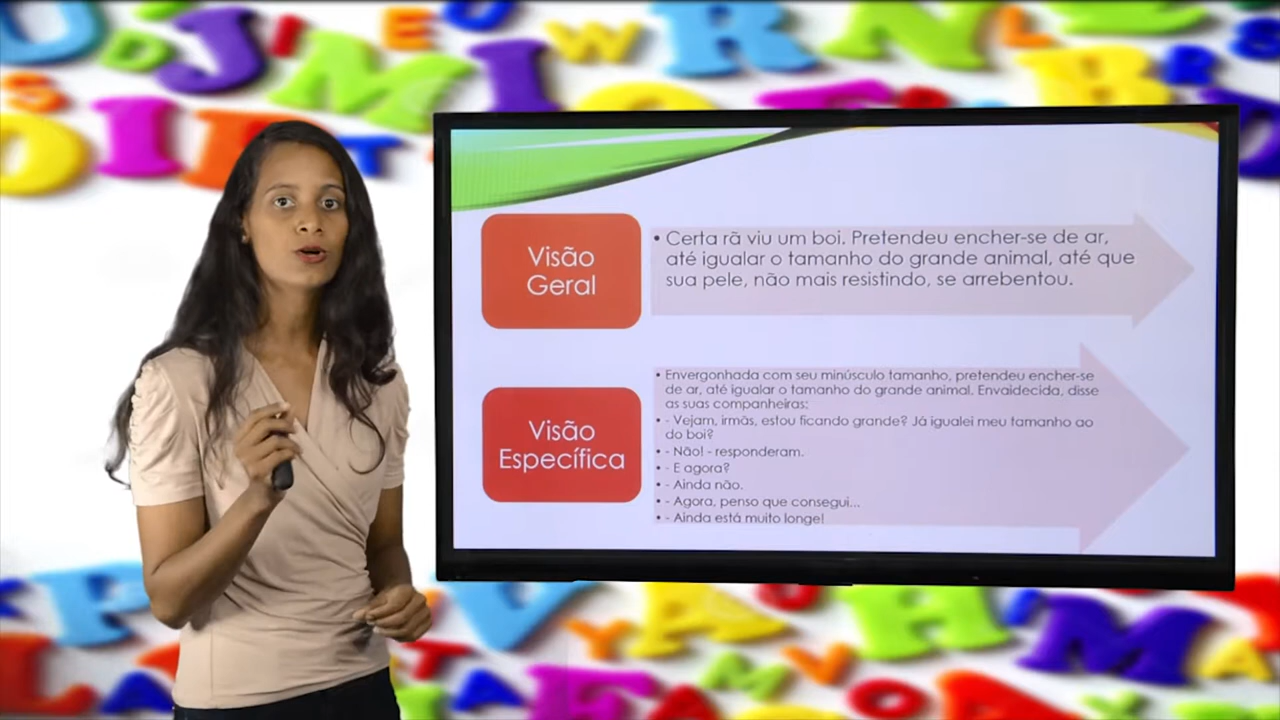 Visão
Geral
• Certa rã viu um boi. Pretendeu encher-se de ar,
até igualar o tamanho do grande animal, até que
sua pele, não mais resistindo, se arrebentou.
Visão
Específica
• Envergonhada com seu minúsculo tamanho, pretendeu encher-se
de ar, até igualar o tamanho do grande animal. Envaidecida, disse
as suas companheiras:
• - Vejam, irmãs, estou ficando grande? Já igualei meu tamanho ao
do boi?
• - Não! - responderam.
• - E agora?
• - Ainda não.
• - Agora, penso que consegui...
• - Ainda está muito longe!